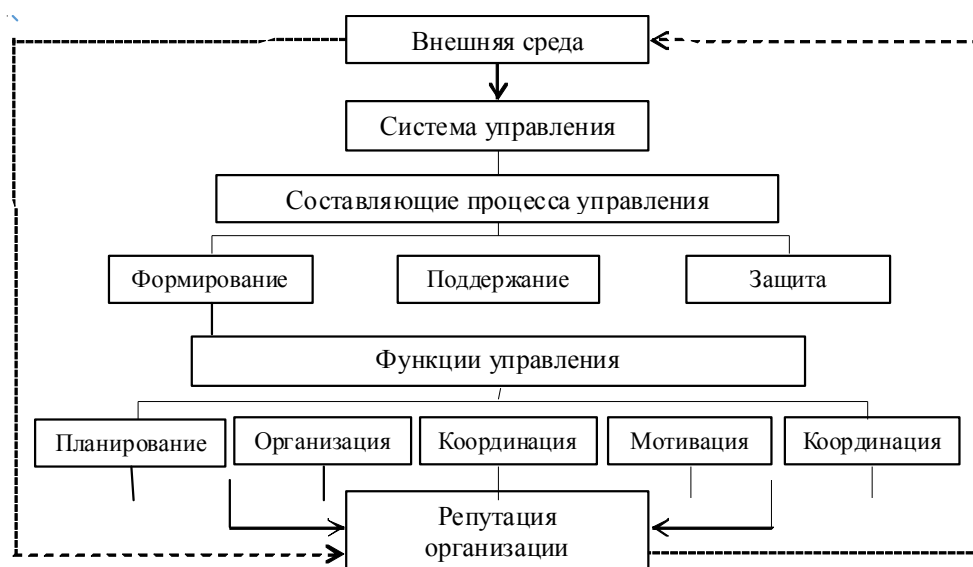 Внешняя среда
Система управления
Составляющие процесса управления
Формирование
Поддержание
Защита
Функции управления
Планирование
Организация
Координация
Мотивация
Координация
Репутация
организации